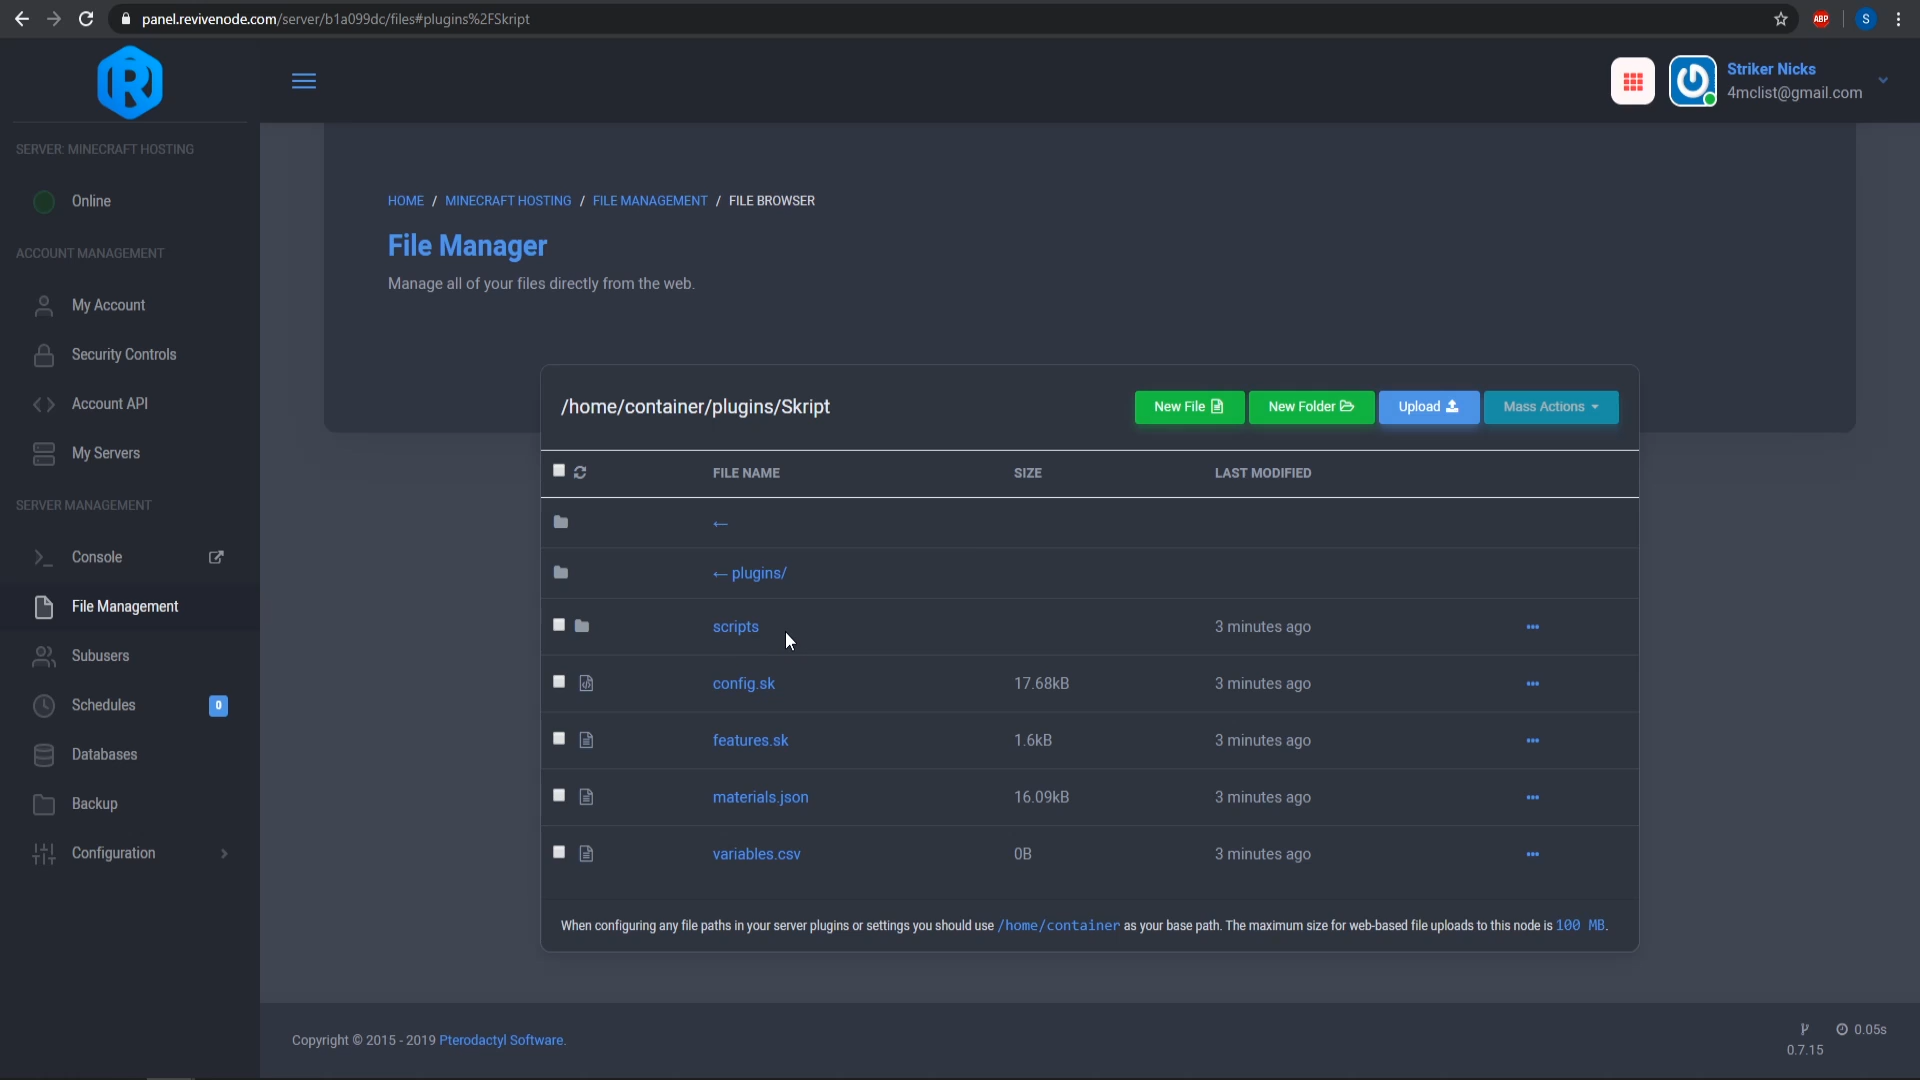 panel.revivenode.com/server/b1a099dc/files#plugins%2FSkript
ABP
S
R
Striker Nicks
4mclist@gmail.com
SERVER: MINECRAFT HOSTING
Online
ACCOUNT MANAGEMENT
My Account
Security Controls
Account API
My Servers
SERVER MANAGEMENT
Console
File Management
Subusers
Schedules 0
Databases
Backup
Configuration
HOME / MINECRAFT HOSTING / FILE MANAGEMENT / FILE BROWSER
File Manager
Manage all of your files directly from the web.
/home/container/plugins/Skript
New File
New Folder
Upload
Mass Actions
FILE NAME SIZE LAST MODIFIED
←
← plugins/
scripts 3 minutes ago •••
config.sk 17.68kB 3 minutes ago •••
features.sk 1.6kB 3 minutes ago •••
materials.json 16.09kB 3 minutes ago •••
variables.csv 0B 3 minutes ago •••
When configuring any file paths in your server plugins or settings you should use /home/container as your base path. The maximum size for web-based file uploads to this node is 100 MB.
Copyright © 2015 - 2019 Pterodactyl Software.
0.05s
0.7.15